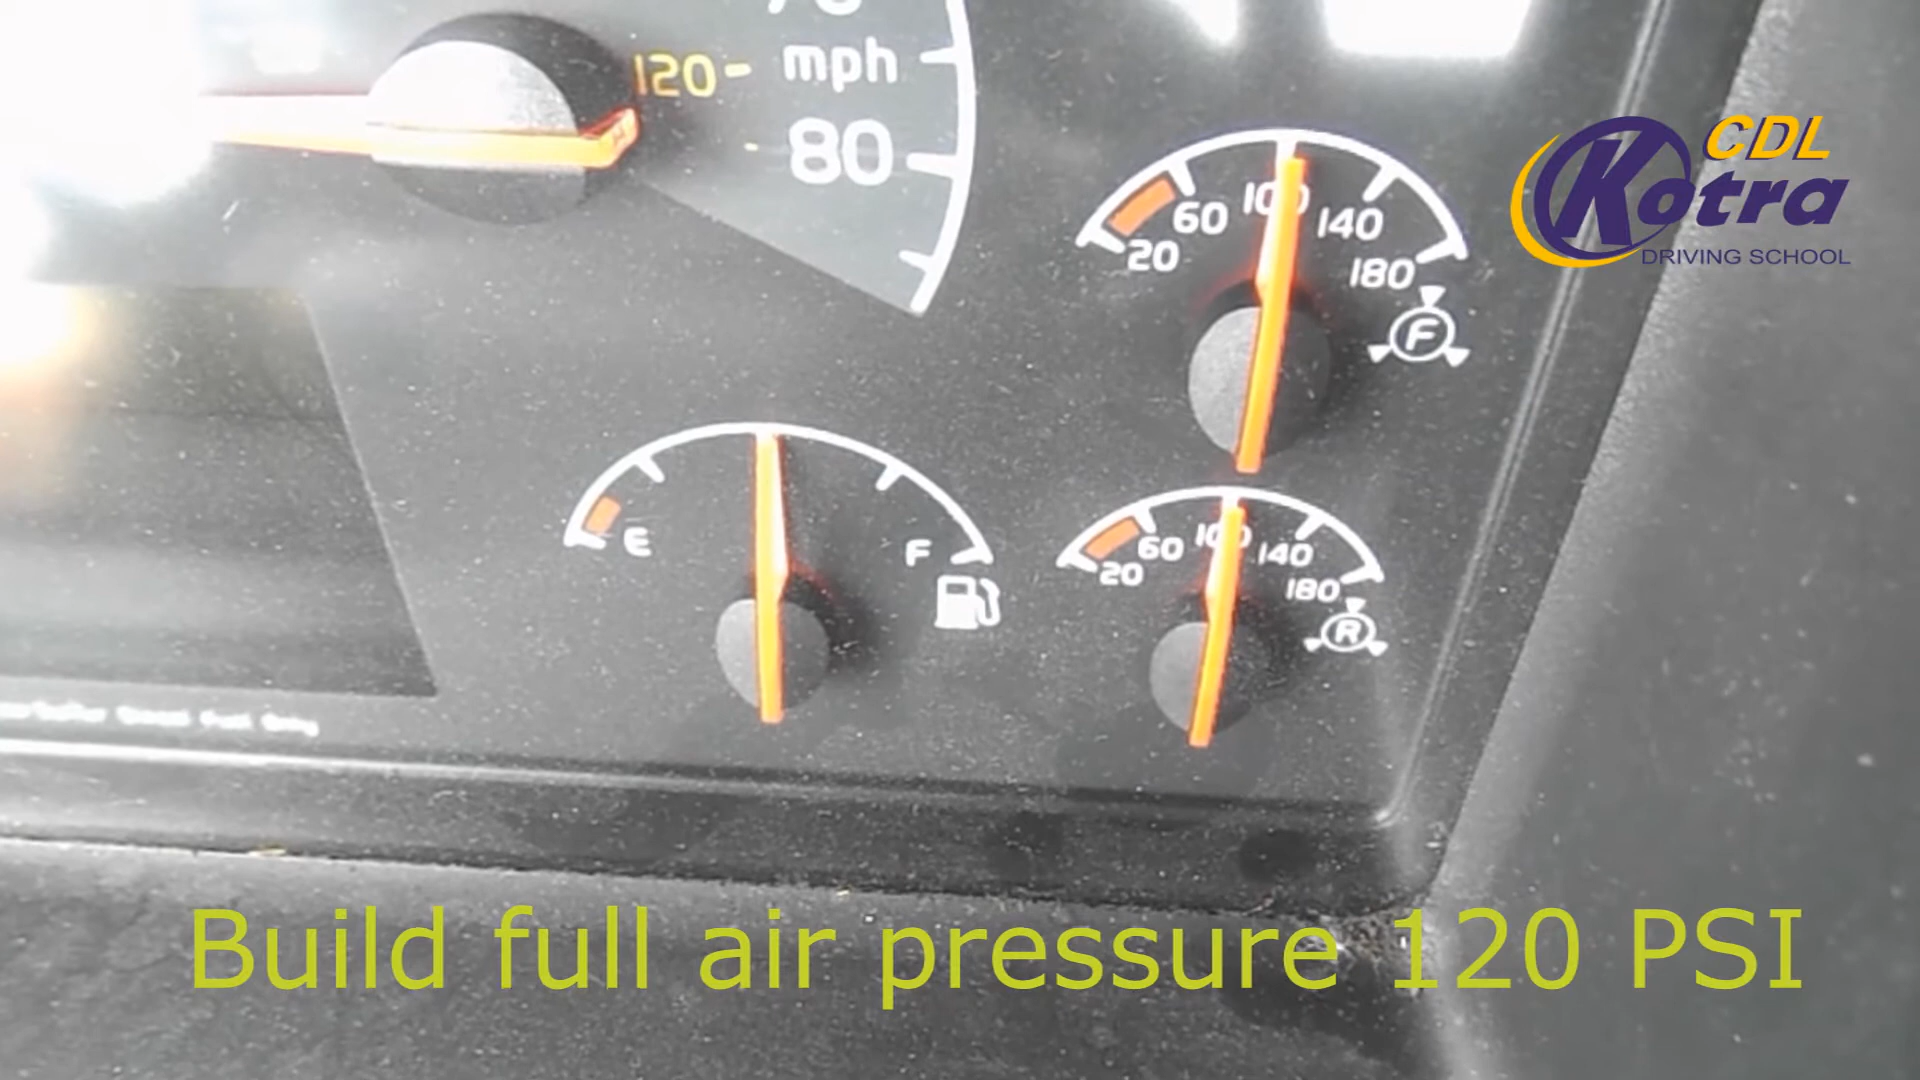 120 mph
80
CDL
Kotra
DRIVING SCHOOL
20 60 100 140 180
F
E F
20 60 100 140 180
R
Build full air pressure 120 PSI